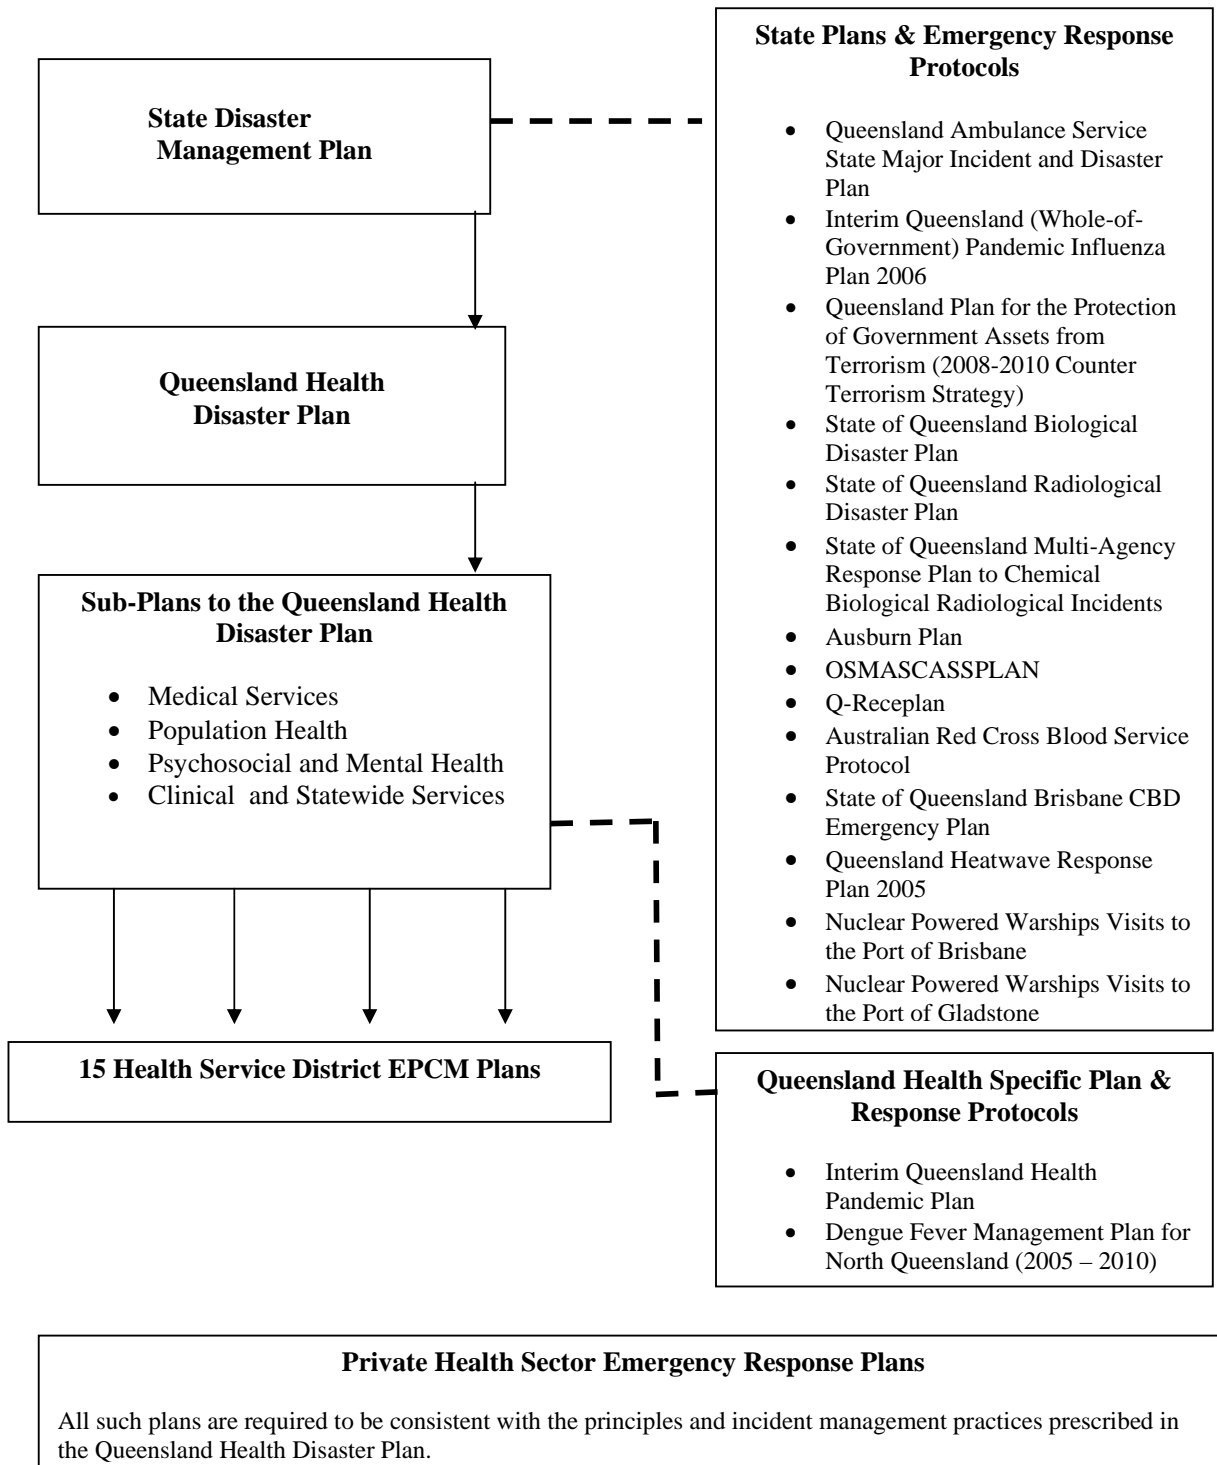 State Disaster
Management Plan
Queensland Health
Disaster Plan
Sub-Plans to the Queensland Health
Disaster Plan
• Medical Services
• Population Health
• Psychosocial and Mental Health
• Clinical and Statewide Services
15 Health Service District EPCM Plans
State Plans & Emergency Response
Protocols
• Queensland Ambulance Service
State Major Incident and Disaster
Plan
• Interim Queensland (Whole-of-
Government) Pandemic Influenza
Plan 2006
• Queensland Plan for the Protection
of Government Assets from
Terrorism (2008-2010 Counter
Terrorism Strategy)
• State of Queensland Biological
Disaster Plan
• State of Queensland Radiological
Disaster Plan
• State of Queensland Multi-Agency
Response Plan to Chemical
Biological Radiological Incidents
• Ausburn Plan
• OSMASCASSPLAN
• Q-Receplan
• Australian Red Cross Blood Service
Protocol
• State of Queensland Brisbane CBD
Emergency Plan
• Queensland Heatwave Response
Plan 2005
• Nuclear Powered Warships Visits to
the Port of Brisbane
• Nuclear Powered Warships Visits to
the Port of Gladstone
Queensland Health Specific Plan &
Response Protocols
• Interim Queensland Health
Pandemic Plan
• Dengue Fever Management Plan for
North Queensland (2005 – 2010)
Private Health Sector Emergency Response Plans
All such plans are required to be consistent with the principles and incident management practices prescribed in
the Queensland Health Disaster Plan.